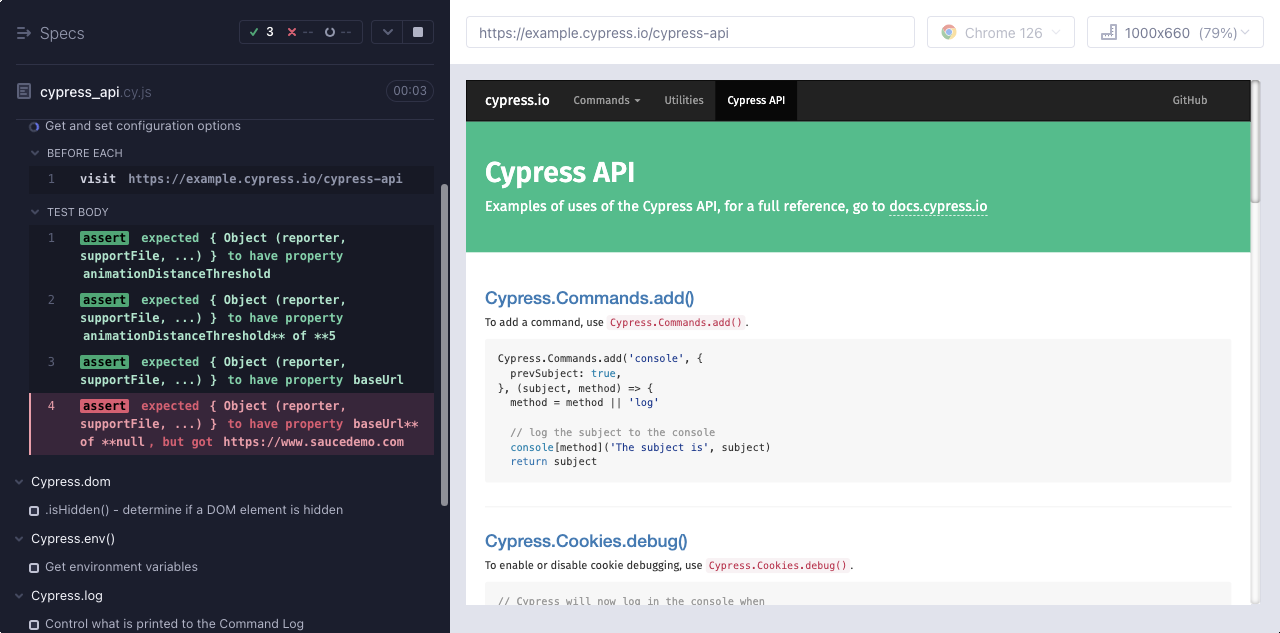 Specs
3 -- --
cypress_api.cy.js
00:03
Get and set configuration options
BEFORE EACH
1 visit https://example.cypress.io/cypress-api
TEST BODY
1 assert expected { Object (reporter,
supportFile, ...) } to have property
animationDistanceThreshold
2 assert expected { Object (reporter,
supportFile, ...) } to have property
animationDistanceThreshold** of **5
3 assert expected { Object (reporter,
supportFile, ...) } to have property baseUrl
4 assert expected { Object (reporter,
supportFile, ...) } to have property baseUrl**
of **null, but got https://www.saucedemo.com
Cypress.dom
.isHidden() - determine if a DOM element is hidden
Cypress.env()
Get environment variables
Cypress.log
Control what is printed to the Command Log
https://example.cypress.io/cypress-api
Chrome 126
1000x660 (79%)
cypress.io Commands Utilities Cypress API GitHub
Cypress API
Examples of uses of the Cypress API, for a full reference, go to docs.cypress.io
Cypress.Commands.add()
To add a command, use Cypress.Commands.add().
Cypress.Commands.add('console', {
prevSubject: true,
}, (subject, method) => {
method = method || 'log'
// log the subject to the console
console[method]('The subject is', subject)
return subject
Cypress.Cookies.debug()
To enable or disable cookie debugging, use Cypress.Cookies.debug().
// Cypress will now log in the console when